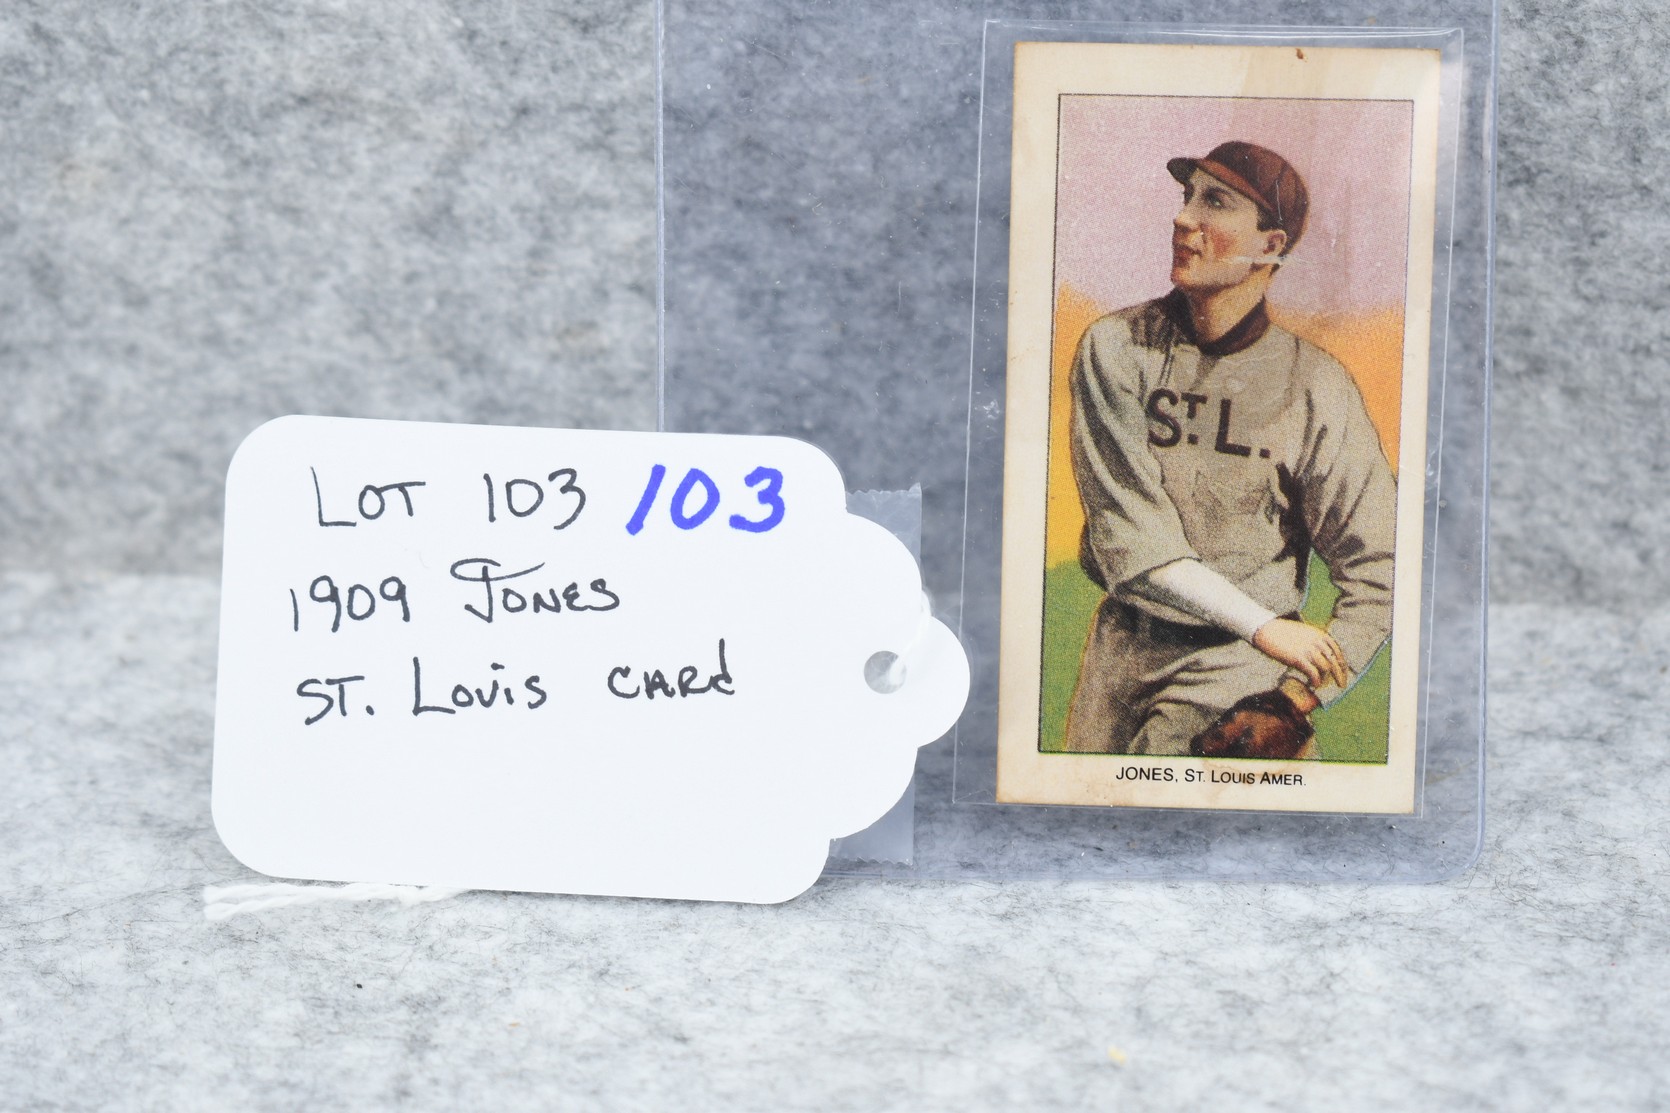 LOT 103 103
1909 JONES
ST. LOUIS CARd
ST. L.
JONES, ST. LOUIS AMER.